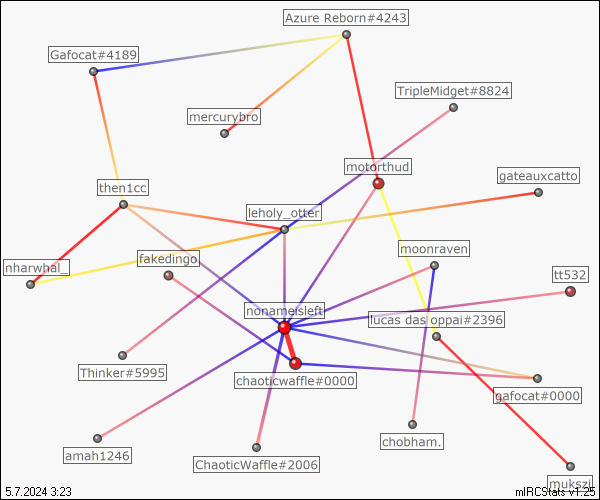 Azure Reborn#4243
Gafocat#4189
TripleMidget#8824
mercurybro
motorthud
gateauxcatto
then1cc
leholy_otter
moonraven
fakedingo
nharwhal_
tt532
nonameisleft
lucas das oppai#2396
Thinker#5995
chaoticwaffle#0000
gafocat#0000
chobham.
amah1246
ChaoticWaffle#2006
mukszi
5.7.2024 3:23
mIRCStats v1.25